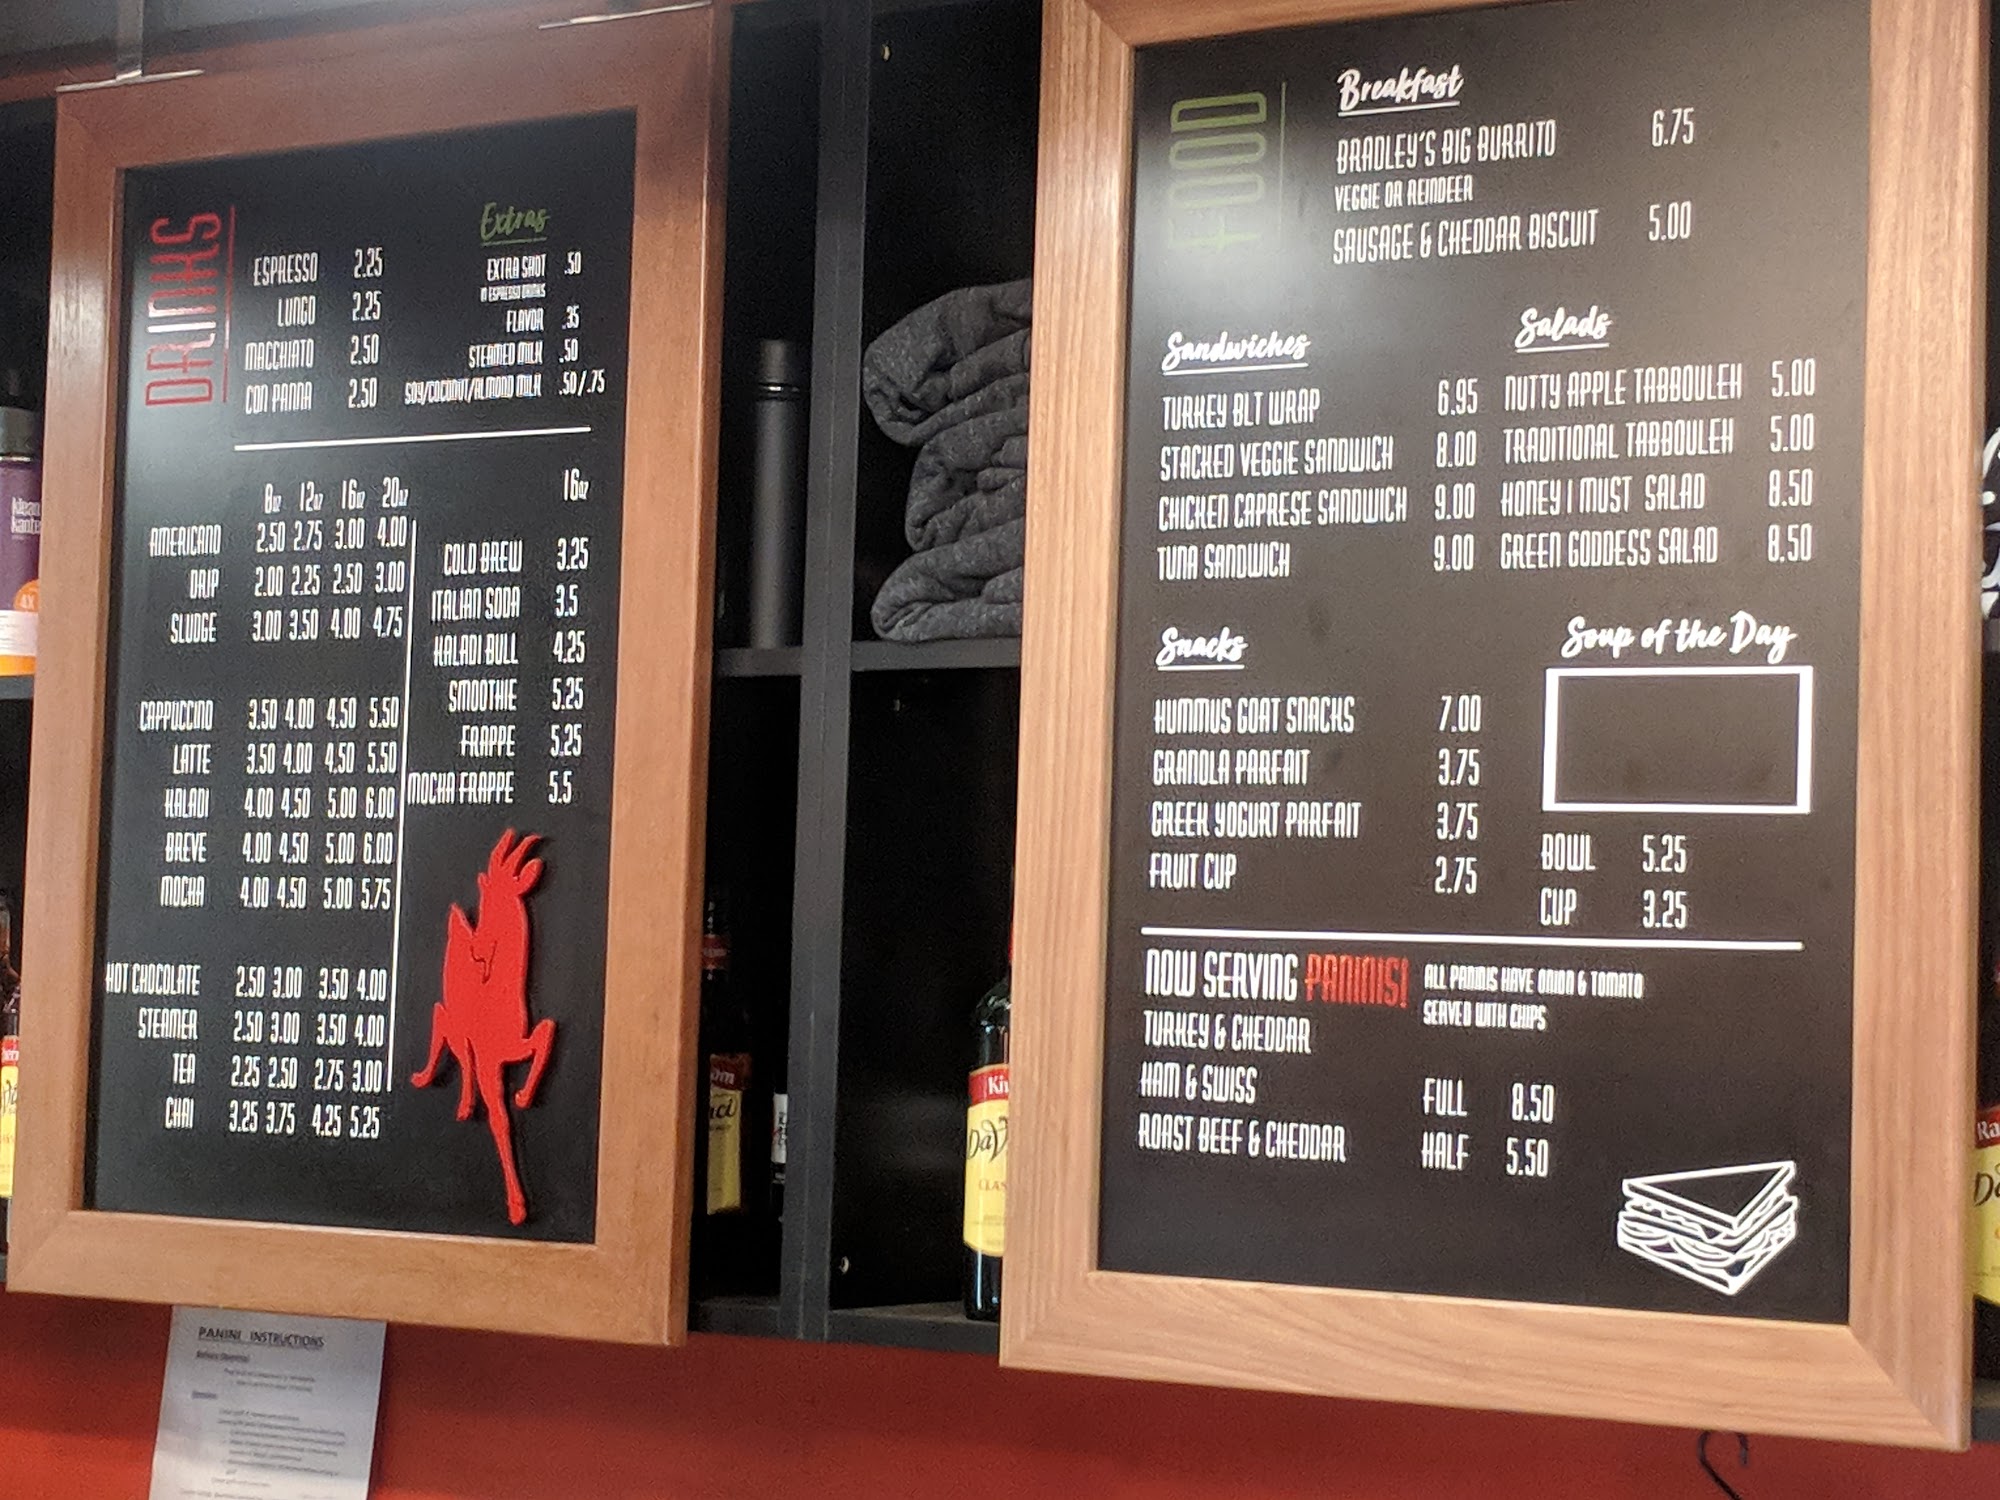 DRINKS
ESPRESSO 2.25
LUNGO 2.25
MACCHIATO 2.50
CON PANNA 2.50
Extras
EXTRA SHOT .50
IN ESPRESSO DRINKS
FLAVOR .35
STEAMED MILK .50
SOY/COCONUT/ALMOND MILK .50/.75
8oz 12oz 16oz 20oz
AMERICANO 2.50 2.75 3.00 4.00
DRIP 2.00 2.25 2.50 3.00
SLUDGE 3.00 3.50 4.00 4.75
CAPPUCCINO 3.50 4.00 4.50 5.50
LATTE 3.50 4.00 4.50 5.50
KALADI 4.00 4.50 5.00 6.00
BREVE 4.00 4.50 5.00 6.00
MOCHA 4.00 4.50 5.00 5.75
HOT CHOCOLATE 2.50 3.00 3.50 4.00
STEAMER 2.50 3.00 3.50 4.00
TEA 2.25 2.50 2.75 3.00
CHAI 3.25 3.75 4.25 5.25
16oz
COLD BREW 3.25
ITALIAN SODA 3.5
KALADI BULL 4.25
SMOOTHIE 5.25
FRAPPE 5.25
MOCHA FRAPPE 5.5
FOOD
Breakfast
BRADLEY'S BIG BURRITO 6.75
VEGGIE OR REINDEER
SAUSAGE & CHEDDAR BISCUIT 5.00
Sandwiches
TURKEY BLT WRAP 6.95
STACKED VEGGIE SANDWICH 8.00
CHICKEN CAPRESE SANDWICH 9.00
TUNA SANDWICH 9.00
Salads
NUTTY APPLE TABBOULEH 5.00
TRADITIONAL TABBOULEH 5.00
HONEY I MUST SALAD 8.50
GREEN GODDESS SALAD 8.50
Snacks
HUMMUS GOAT SNACKS 7.00
GRANOLA PARFAIT 3.75
GREEK YOGURT PARFAIT 3.75
FRUIT CUP 2.75
Soup of the Day
BOWL 5.25
CUP 3.25
NOW SERVING PANINIS!
ALL PANINIS HAVE ONION & TOMATO
SERVED WITH CHIPS
TURKEY & CHEDDAR
HAM & SWISS
ROAST BEEF & CHEDDAR
FULL 8.50
HALF 5.50
PANINI INSTRUCTIONS
klean
kante
DaV